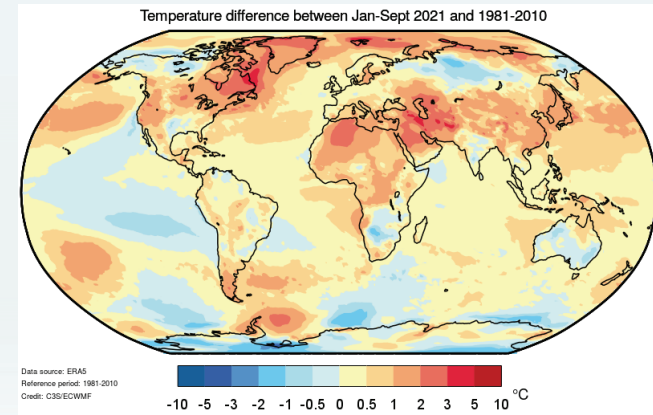 Temperature difference between Jan-Sept 2021 and 1981-2010
Data source: ERA5
Reference period: 1981-2010
Credit: C3S/ECWMF
-10 -5 -3 -2 -1 -0.5 0 0.5 1 2 3 5 10 °C